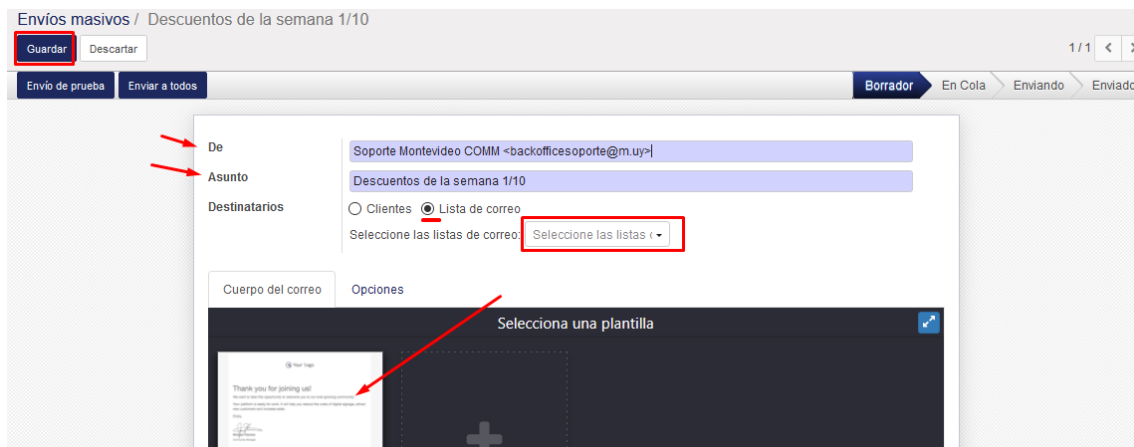 Envíos masivos / Descuentos de la semana 1/10
Guardar Descartar 1 / 1
Envío de prueba Enviar a todos Borrador En Cola Enviando Enviado
De Soporte Montevideo COMM <backofficesoporte@m.uy>
Asunto Descuentos de la semana 1/10
Destinatarios Clientes Lista de correo
Seleccione las listas de correo: Seleccione las listas
Cuerpo del correo Opciones
Selecciona una plantilla
Your Logo
Thank you for joining us!